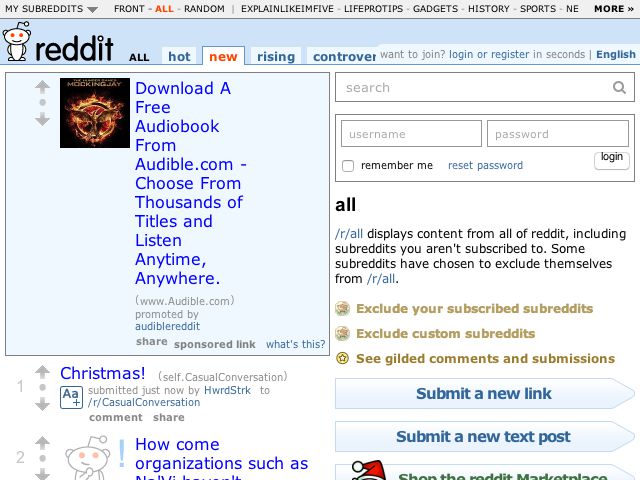 MY SUBREDDITS FRONT - ALL - RANDOM | EXPLAINLIKEIMFIVE - LIFEPROTIPS - GADGETS - HISTORY - SPORTS - NE MORE »
reddit ALL hot new rising controver want to join? login or register in seconds | English
Download A
Free
Audiobook
From
Audible.com -
Choose From
Thousands of
Titles and
Listen
Anytime,
Anywhere.
(www.Audible.com)
promoted by
audiblereddit
share sponsored link what's this?
MOCKINGJAY
1
Christmas! (self.CasualConversation)
Aa+
submitted just now by HwrdStrk to
/r/CasualConversation
comment share
2
How come
organizations such as
search
username password
remember me reset password login
all
/r/all displays content from all of reddit, including
subreddits you aren't subscribed to. Some
subreddits have chosen to exclude themselves
from /r/all.
Exclude your subscribed subreddits
Exclude custom subreddits
See gilded comments and submissions
Submit a new link
Submit a new text post
Shop the reddit Marketplace